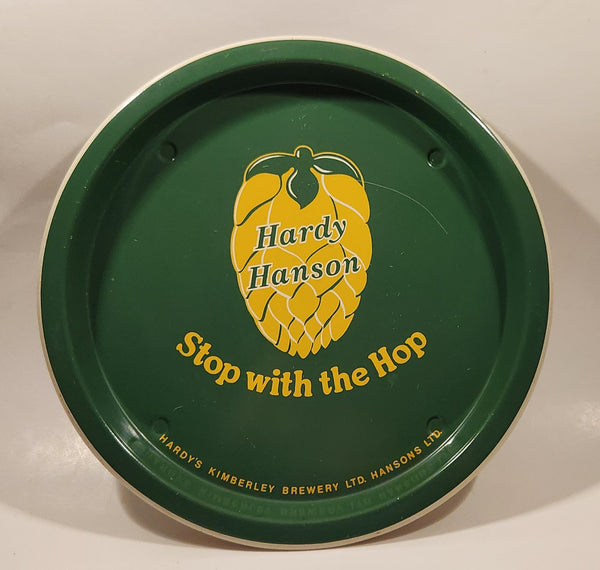 Hardy
Hanson
Stop with the Hop
HARDY'S KIMBERLEY BREWERY LTD. HANSONS LTD.